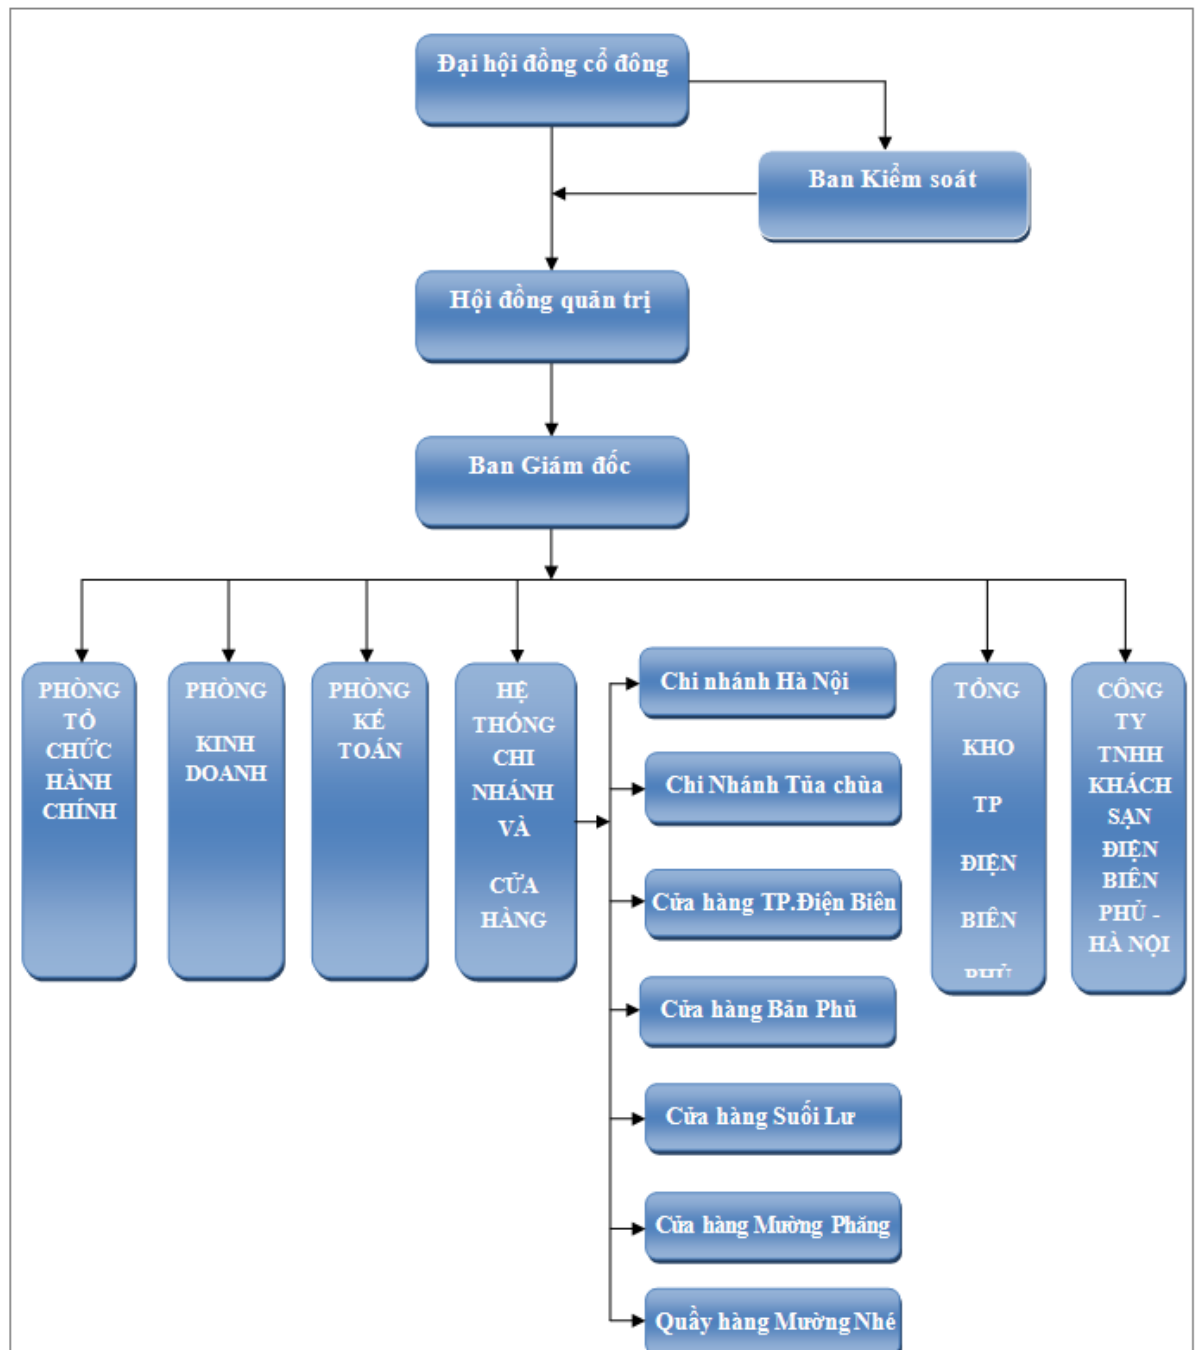 Đại hội đồng cổ đông
Ban Kiểm soát
Hội đồng quản trị
Ban Giám đốc
PHÒNG
TỔ
CHỨC
HÀNH
CHÍNH
PHÒNG
KINH
DOANH
PHÒNG
KẾ
TOÁN
HỆ
THỐNG
CHI
NHÁNH
VÀ
CỬA
HÀNG
Chi nhánh Hà Nội
Chi Nhánh Tủa chùa
Cửa hàng TP.Điện Biên
Cửa hàng Bản Phủ
Cửa hàng Suối Lư
Cửa hàng Mường Phăng
Quầy hàng Mường Nhé
TỔNG
KHO
TP
ĐIỆN
BIÊN
PHỦ
CÔNG
TY
TNHH
KHÁCH
SẠN
ĐIỆN
BIÊN
PHỦ -
HÀ NỘI